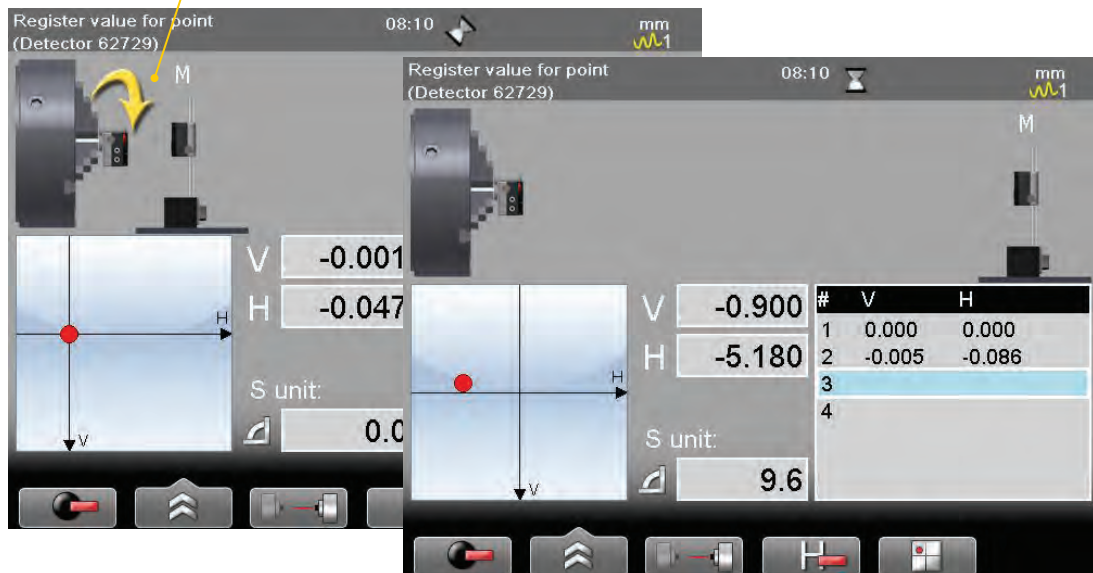 Register value for point
(Detector 62729)
08:10
mm
1
M
V
-0.001
H
-0.047
H
V
S unit:
0.0
Register value for point
(Detector 62729)
08:10
mm
1
M
V
-0.900
H
-5.180
H
V
S unit:
9.6
# V H
1 0.000 0.000
2 -0.005 -0.086
3
4